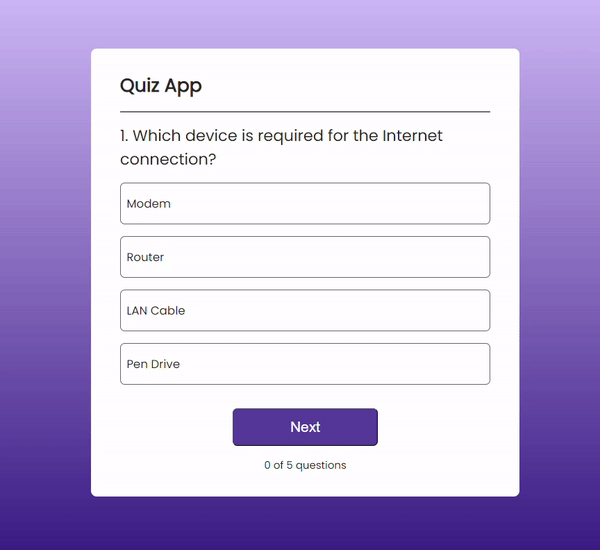 Quiz App
1. Which device is required for the Internet
connection?
Modem
Router
LAN Cable
Pen Drive
Next
0 of 5 questions